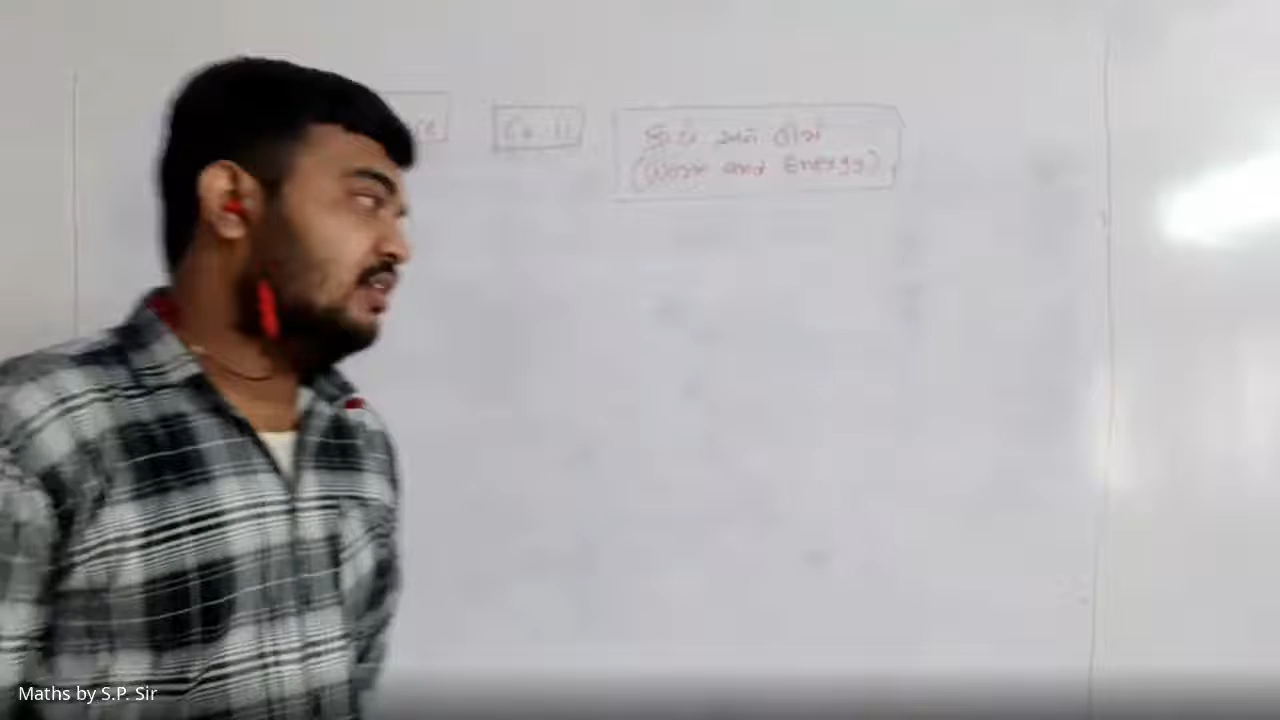 Ch. 11
કાર્ય અને ઊર્જા
(Work and Energy)
Maths by S.P. Sir